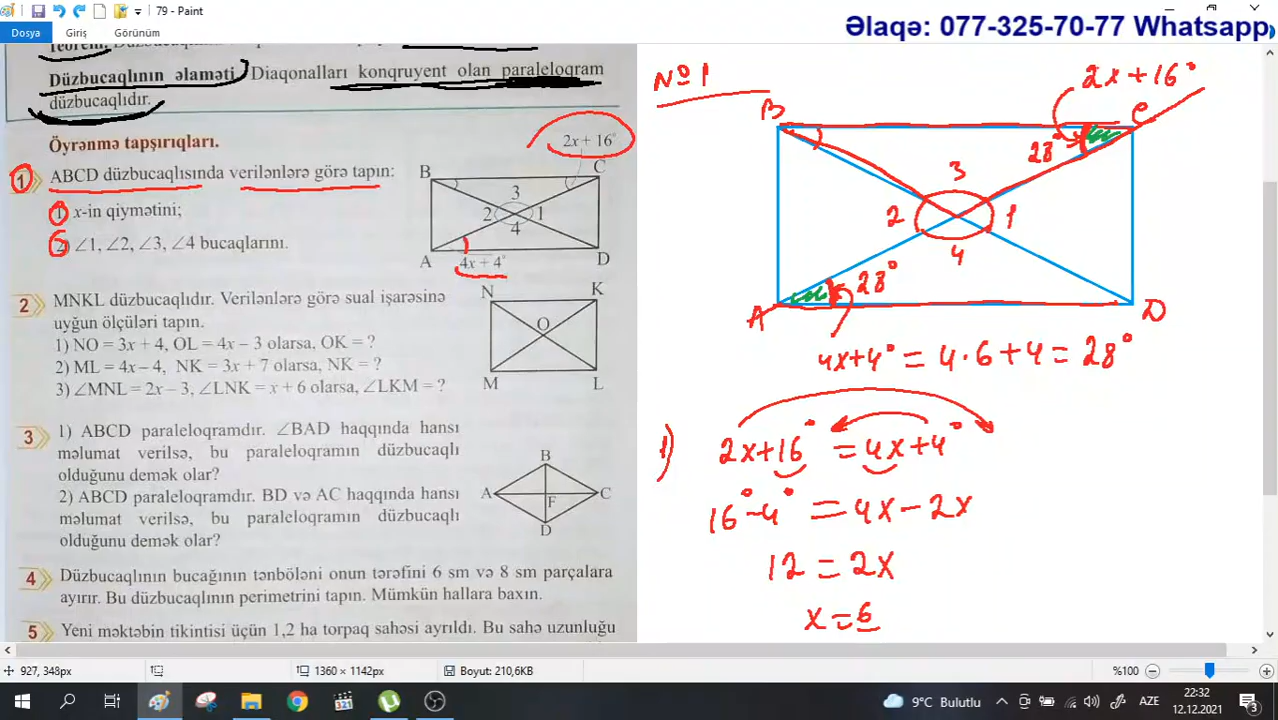 79 - Paint
Əlaqə: 077-325-70-77 Whatsapp
Dosya Giriş Görünüm
Düzbucaqlının əlaməti. Diaqonalları konqruyent olan paraleloqram
düzbucaqlıdır.
Öyrənmə tapşırıqları.
1 ABCD düzbucaqlısında verilənlərə görə tapın:
1) x-in qiymətini;
2) ∠1, ∠2, ∠3, ∠4 bucaqlarını.
2x + 16°
B C
3
2 1
4
A 4x + 4° D
2 MNKL düzbucaqlıdır. Verilənlərə görə sual işarəsinə
uyğun ölçüləri tapın.
1) NO = 3x + 4, OL = 4x – 3 olarsa, OK = ?
2) ML = 4x – 4, NK = 3x + 7 olarsa, NK = ?
3) ∠MNL = 2x – 3, ∠LNK = x + 6 olarsa, ∠LKM = ?
N K
O
M L
3 1) ABCD paraleloqramdır. ∠BAD haqqında hansı
məlumat verilsə, bu paraleloqramın düzbucaqlı
olduğunu demək olar?
2) ABCD paraleloqramdır. BD və AC haqqında hansı
məlumat verilsə, bu paraleloqramın düzbucaqlı
olduğunu demək olar?
B
A C
F
D
4 Düzbucaqlının bucağının tənböləni onun tərəfini 6 sm və 8 sm parçalara
ayırır. Bu düzbucaqlının perimetrini tapın. Mümkün hallara baxın.
5 Yeni məktəbin tikintisi üçün 1,2 ha torpaq sahəsi ayrıldı. Bu sahə uzunluğu
№1
2x+16°
B C
28°
3
2 1
4
28°
A D
4x+4° = 4·6+4 = 28°
1) 2x+16° = 4x+4°
16°-4° = 4x-2x
12 = 2x
x = 6
927, 348px 1360 × 1142px Boyut: 210,6KB %100
9°C Bulutlu AZE 22:32
12.12.2021
3